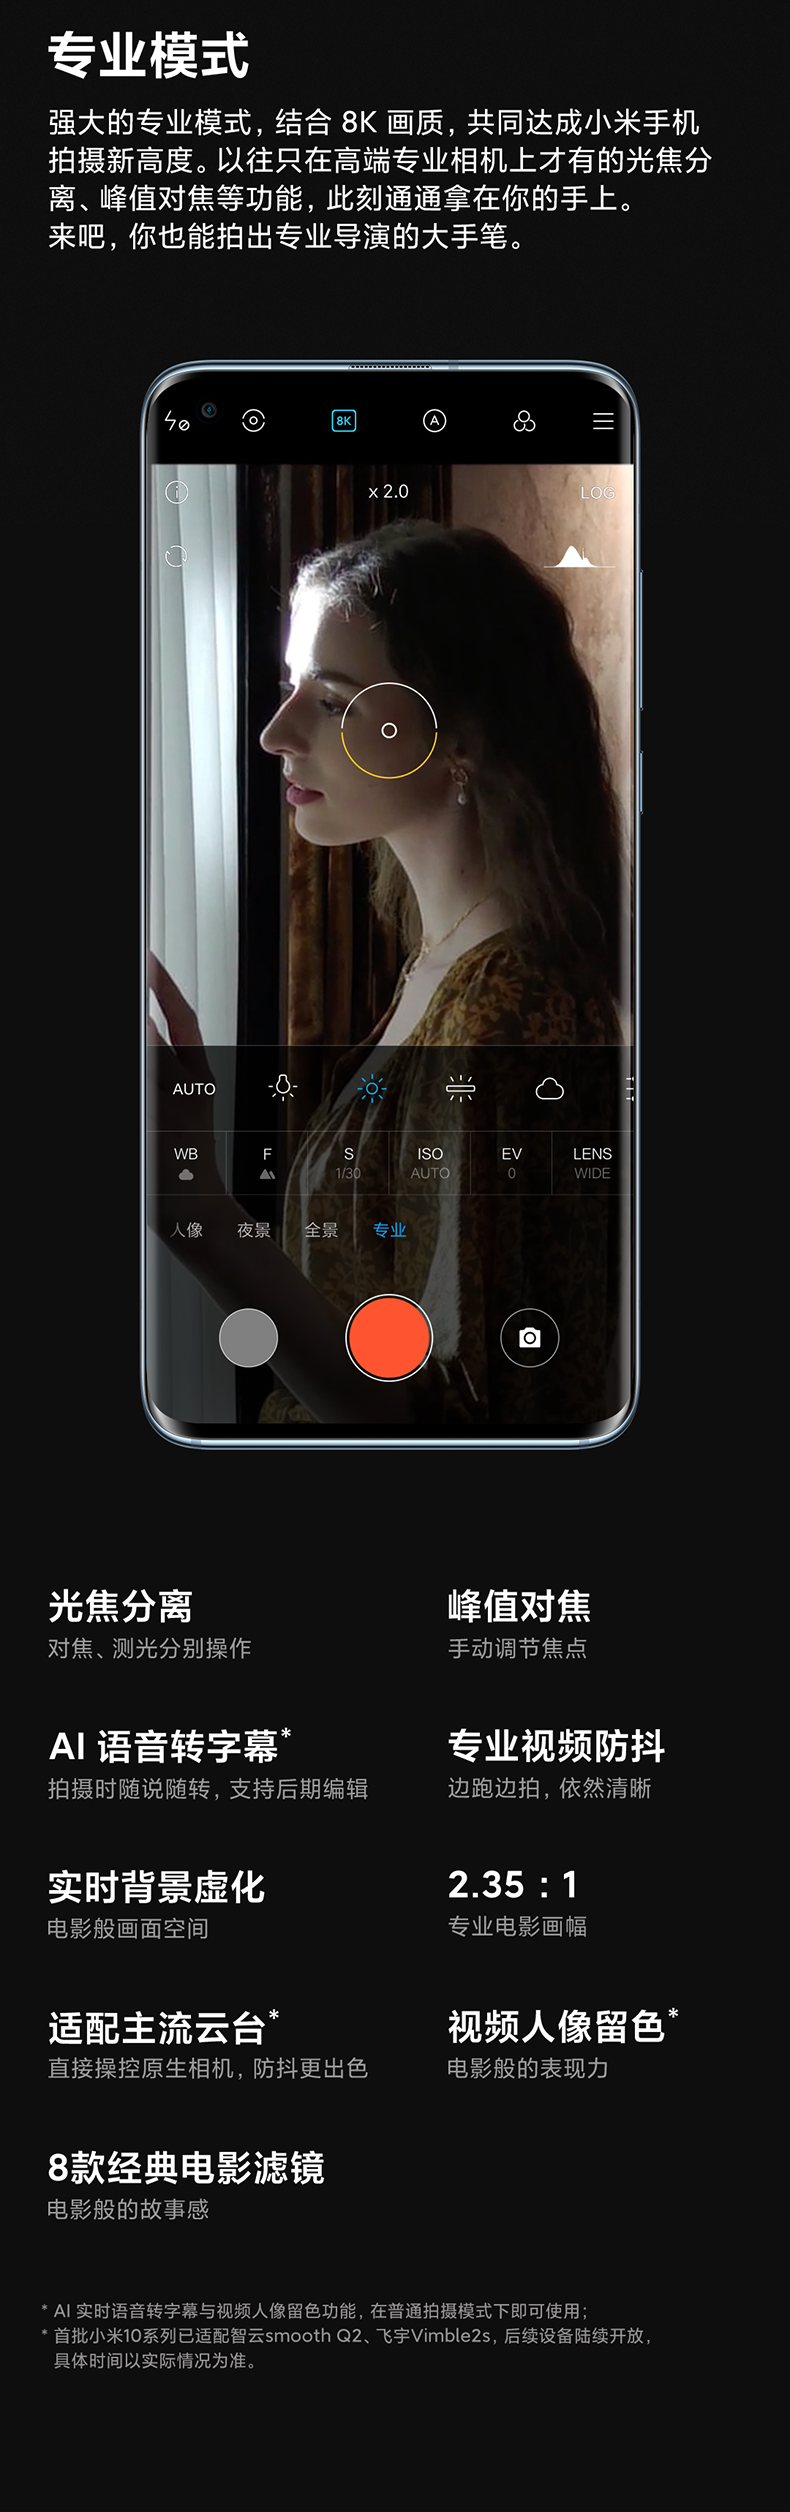 专业模式
强大的专业模式，结合 8K 画质，共同达成小米手机
拍摄新高度。以往只在高端专业相机上才有的光焦分
离、峰值对焦等功能，此刻通通拿在你的手上。
来吧，你也能拍出专业导演的大手笔。
8K
A
x 2.0
LOG
AUTO
WB
F
S
ISO
EV
LENS
1/30
AUTO
0
WIDE
人像
夜景
全景
专业
光焦分离
对焦、测光分别操作
峰值对焦
手动调节焦点
AI 语音转字幕*
拍摄时随说随转，支持后期编辑
专业视频防抖
边跑边拍，依然清晰
实时背景虚化
电影般画面空间
2.35 : 1
专业电影画幅
适配主流云台*
直接操控原生相机，防抖更出色
视频人像留色*
电影般的表现力
8款经典电影滤镜
电影般的故事感
* AI 实时语音转字幕与视频人像留色功能，在普通拍摄模式下即可使用；
* 首批小米10系列已适配智云smooth Q2、飞宇Vimble2s，后续设备陆续开放，
具体时间以实际情况为准。